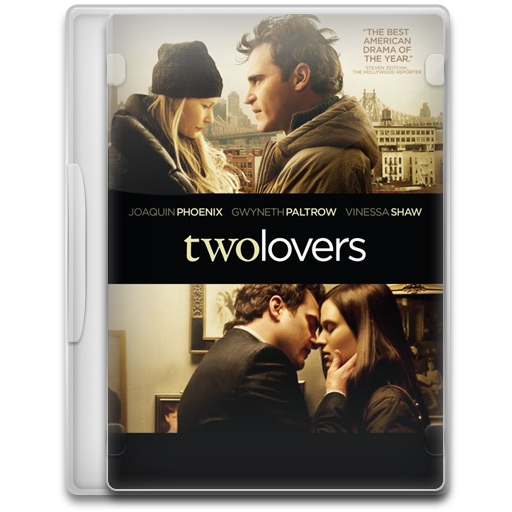 "THE BEST
AMERICAN
DRAMA OF
THE YEAR."
STEVEN ZEITCHIK,
THE HOLLYWOOD REPORTER
JOAQUIN PHOENIX GWYNETH PALTROW VINESSA SHAW
twolovers